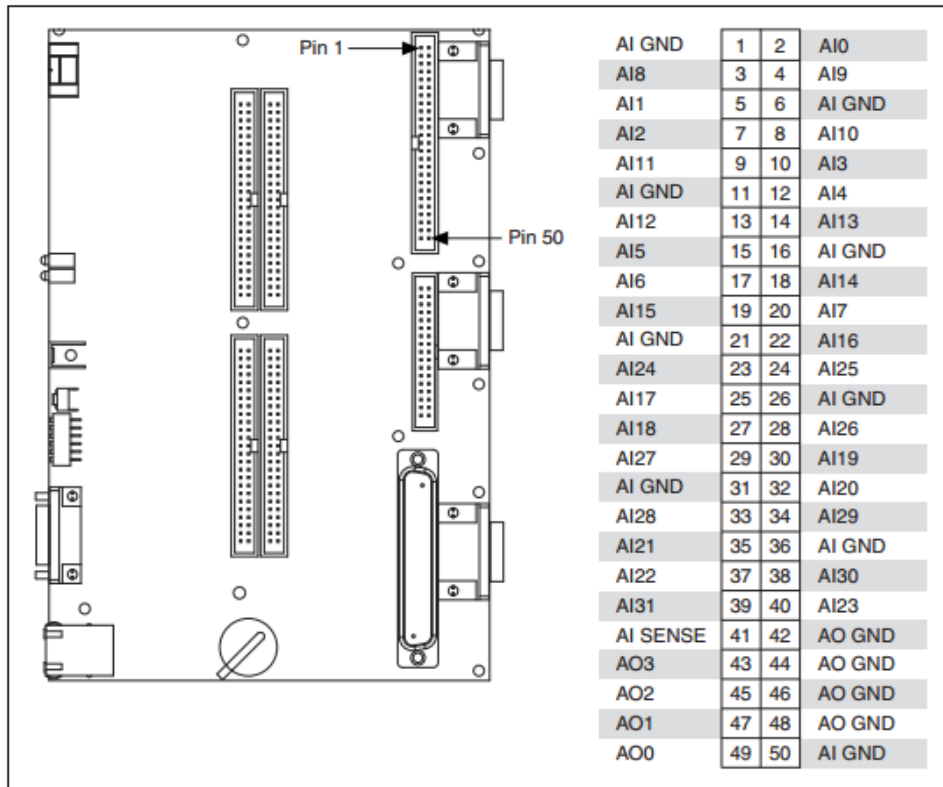 Pin 1
Pin 50
AI GND 1 2 AI0
AI8 3 4 AI9
AI1 5 6 AI GND
AI2 7 8 AI10
AI11 9 10 AI3
AI GND 11 12 AI4
AI12 13 14 AI13
AI5 15 16 AI GND
AI6 17 18 AI14
AI15 19 20 AI7
AI GND 21 22 AI16
AI24 23 24 AI25
AI17 25 26 AI GND
AI18 27 28 AI26
AI27 29 30 AI19
AI GND 31 32 AI20
AI28 33 34 AI29
AI21 35 36 AI GND
AI22 37 38 AI30
AI31 39 40 AI23
AI SENSE 41 42 AO GND
AO3 43 44 AO GND
AO2 45 46 AO GND
AO1 47 48 AO GND
AO0 49 50 AI GND